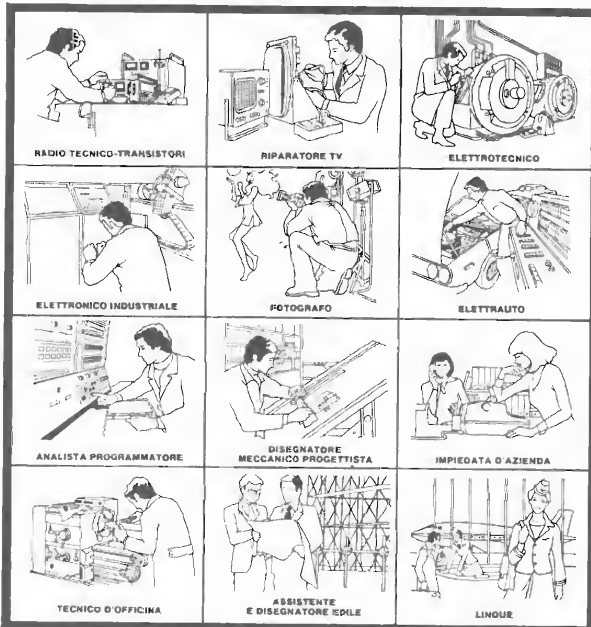 RADIO TECNICO-TRANSISTORI
RIPARATORE TV
ELETTROTECNICO
ELETTRONICO INDUSTRIALE
FOTOGRAFO
ELETTRAUTO
ANALISTA PROGRAMMATORE
DISEGNATORE
MECCANICO PROGETTISTA
IMPIEDATA D'AZIENDA
TECNICO D'OFFICINA
ASSISTENTE
E DISEGNATORE EDILE
LINGUE